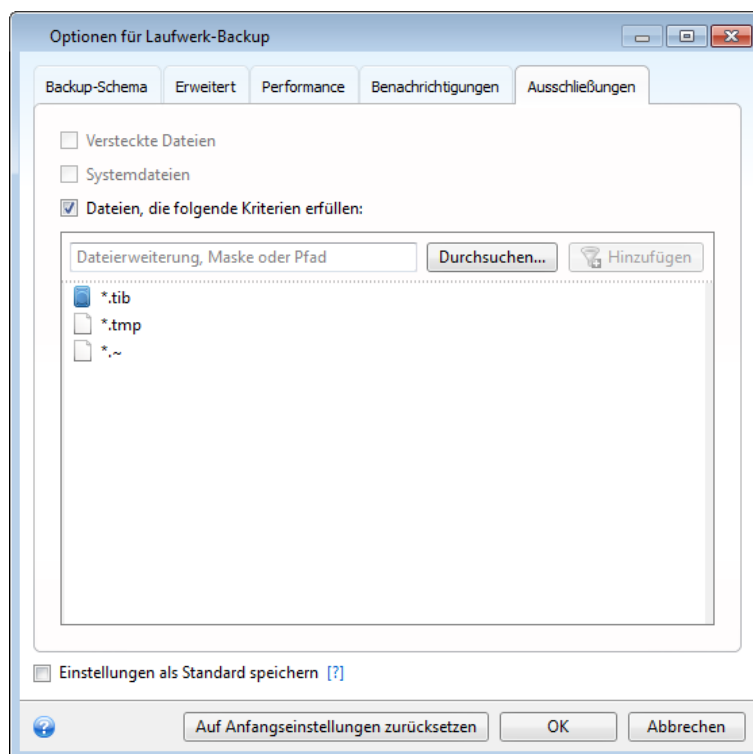 Optionen für Laufwerk-Backup
Backup-Schema Erweitert Performance Benachrichtigungen Ausschließungen
Versteckte Dateien
Systemdateien
Dateien, die folgende Kriterien erfüllen:
Dateierweiterung, Maske oder Pfad Durchsuchen... Hinzufügen
*.tib
*.tmp
*.~
Einstellungen als Standard speichern [?]
Auf Anfangseinstellungen zurücksetzen OK Abbrechen